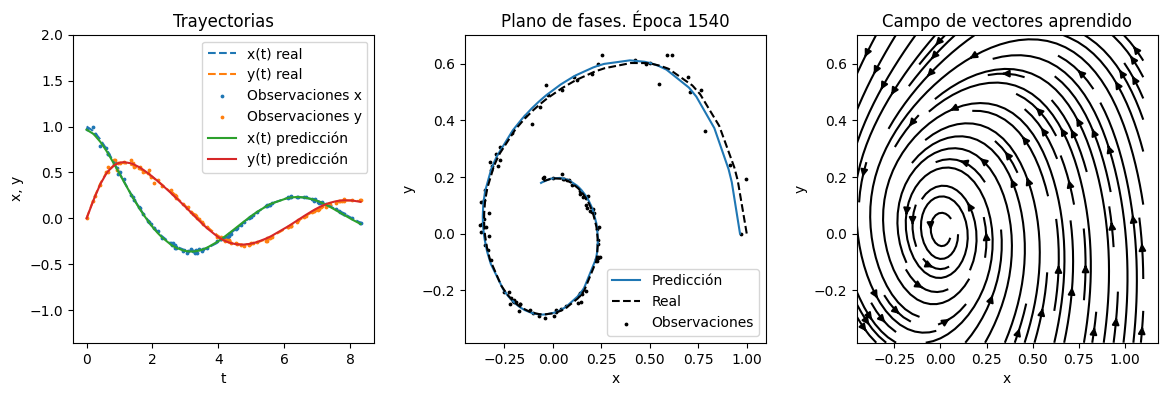 Trayectorias
2.0
1.5
1.0
0.5
0.0
−0.5
−1.0
x, y
0
2
4
6
8
t
x(t) real
y(t) real
Observaciones x
Observaciones y
x(t) predicción
y(t) predicción
Plano de fases. Época 1540
0.6
0.4
0.2
0.0
−0.2
y
−0.25
0.00
0.25
0.50
0.75
1.00
x
Predicción
Real
Observaciones
Campo de vectores aprendido
0.6
0.4
0.2
0.0
−0.2
y
−0.25
0.00
0.25
0.50
0.75
1.00
x